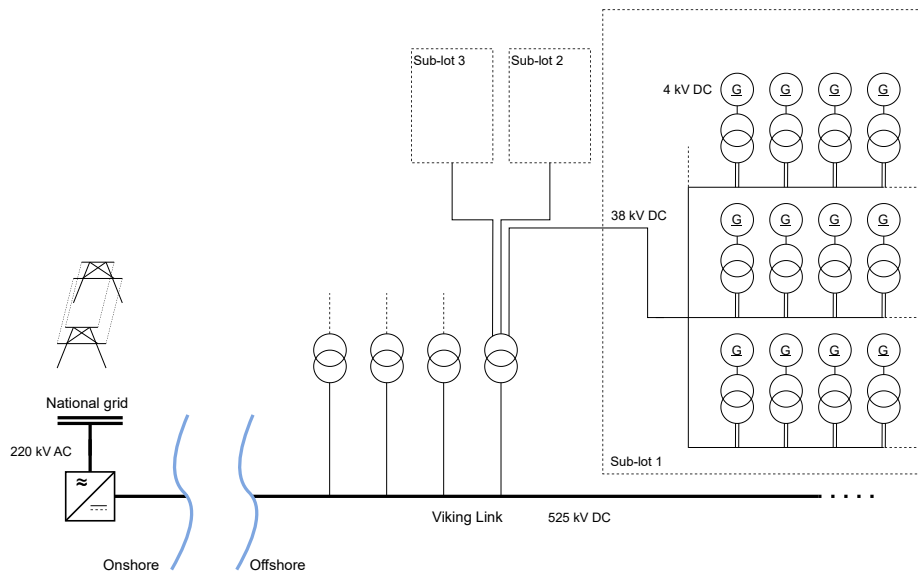 Sub-lot 3
Sub-lot 2
4 kV DC
G
G
G
G
38 kV DC
G
G
G
G
G
G
G
G
National grid
220 kV AC
Sub-lot 1
≈
Viking Link
525 kV DC
Onshore
Offshore